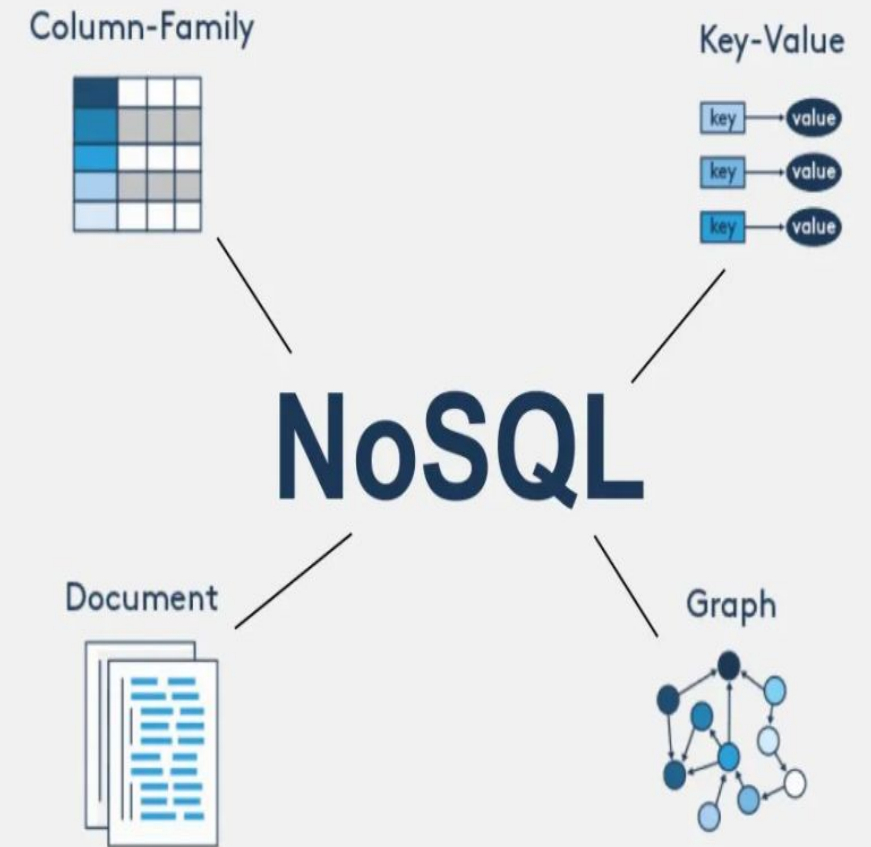 Column-Family
Key-Value
key value
key value
key value
NoSQL
Document
Graph